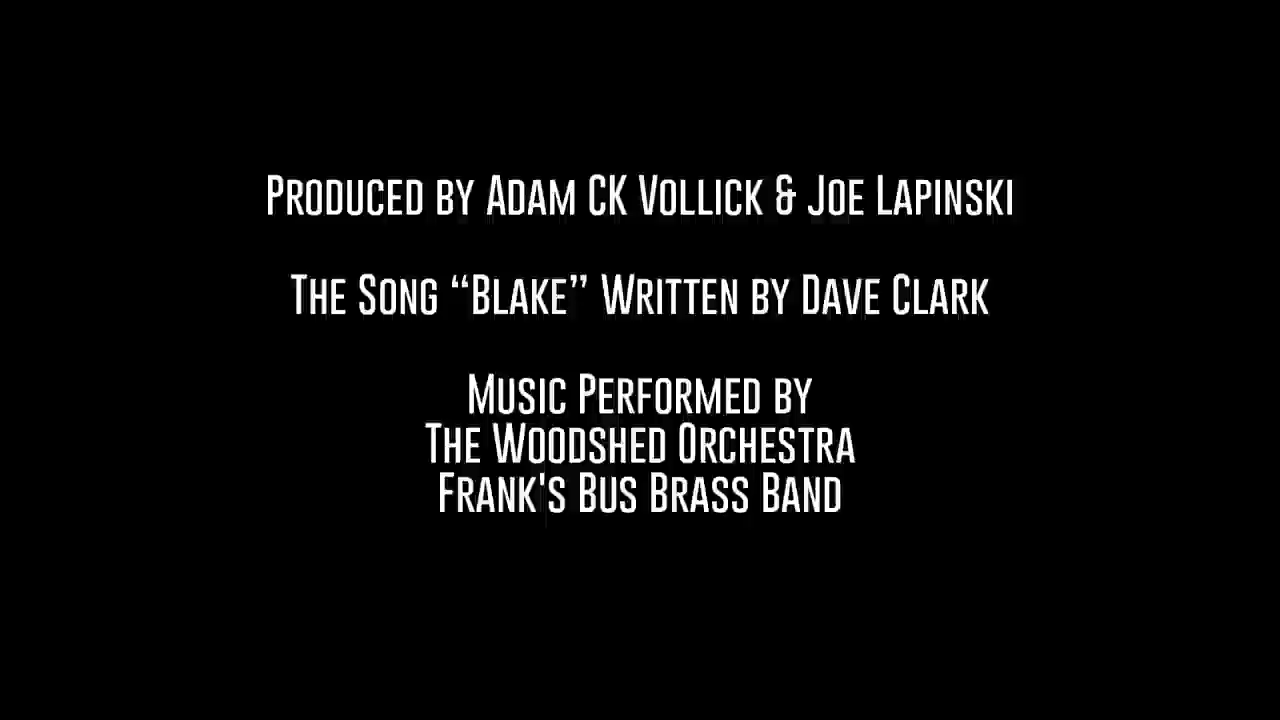 Produced by Adam CK Vollick & Joe Lapinski
The Song “Blake” Written by Dave Clark
Music Performed by
The Woodshed Orchestra
Frank's Bus Brass Band